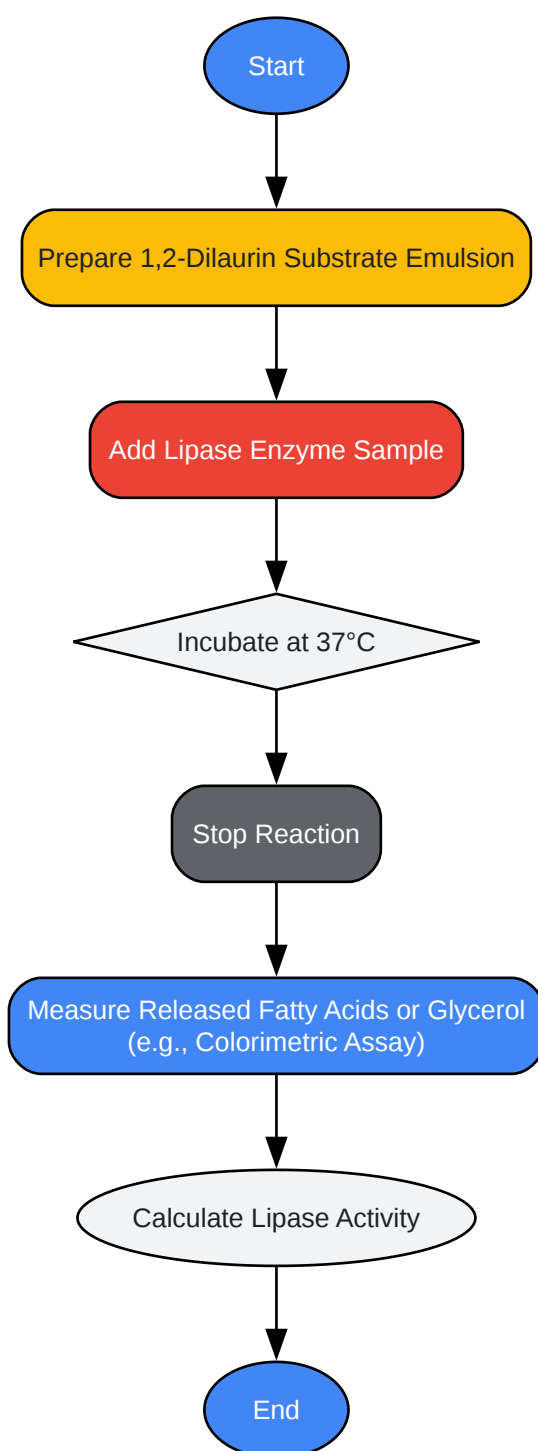 Start
Prepare 1,2-Dilaurin Substrate Emulsion
Add Lipase Enzyme Sample
Incubate at 37°C
Stop Reaction
Measure Released Fatty Acids or Glycerol
(e.g., Colorimetric Assay)
Calculate Lipase Activity
End